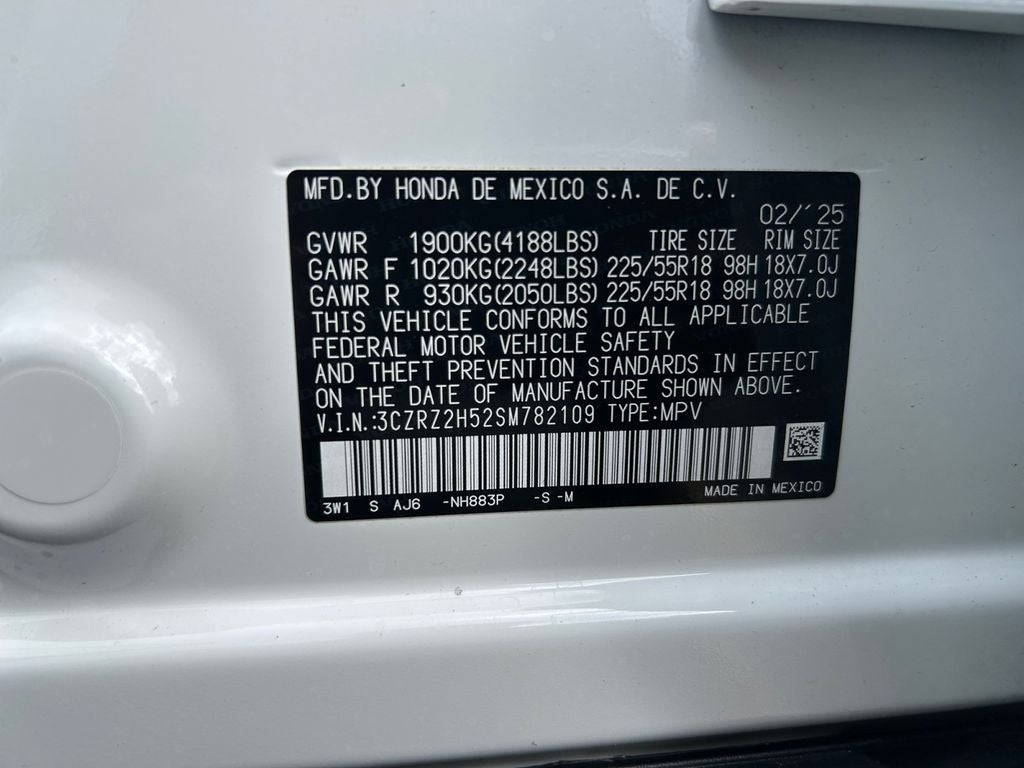 MFD.BY HONDA DE MEXICO S.A. DE C.V.
02/´25
GVWR 1900KG(4188LBS) TIRE SIZE RIM SIZE
GAWR F 1020KG(2248LBS) 225/55R18 98H 18X7.0J
GAWR R 930KG(2050LBS) 225/55R18 98H 18X7.0J
THIS VEHICLE CONFORMS TO ALL APPLICABLE
FEDERAL MOTOR VEHICLE SAFETY
AND THEFT PREVENTION STANDARDS IN EFFECT
ON THE DATE OF MANUFACTURE SHOWN ABOVE.
V.I.N.:3CZRZ2H52SM782109 TYPE:MPV
3W1 S AJ6 -NH883P -S -M MADE IN MEXICO